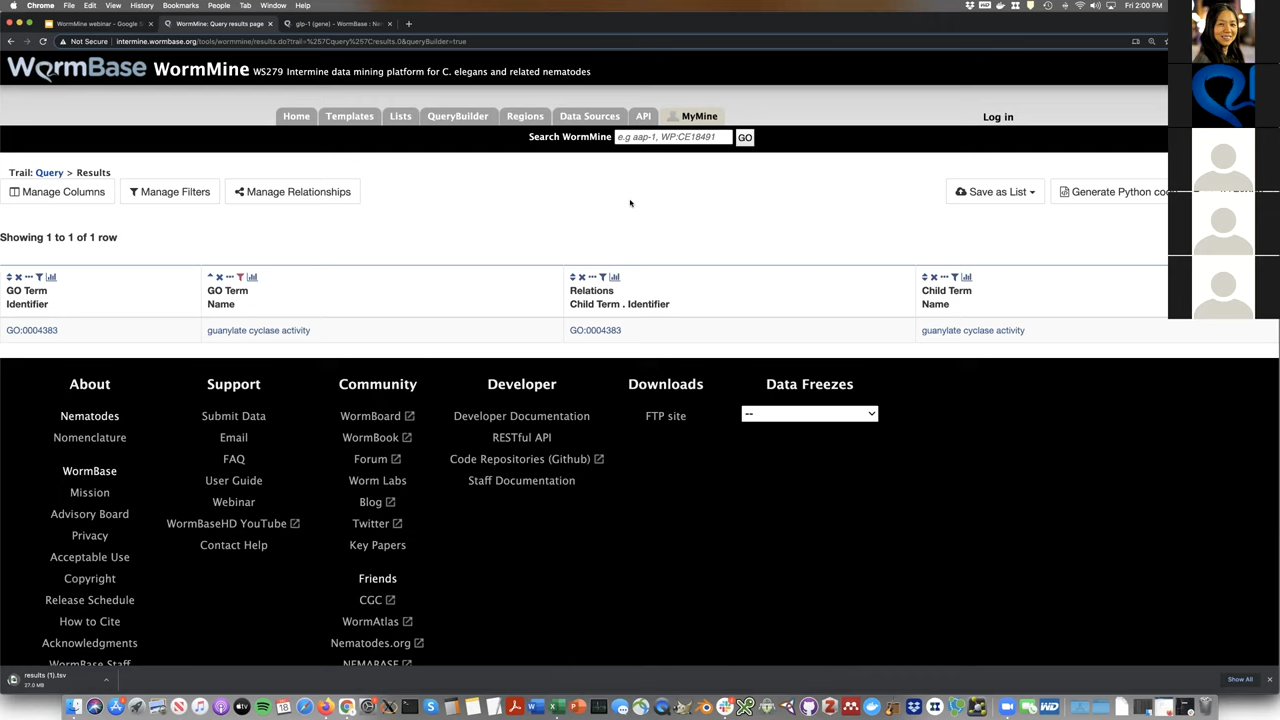 Chrome File Edit View History Bookmarks People Tab Window Help Fri 2:00 PM
WormMine webinar - Google S WormMine: Query results page glp-1 (gene) - WormBase : Ne
Not Secure intermine.wormbase.org/tools/wormmine/results.do?trail=%257Cquery%257Cresults.0&queryBuilder=true
WormBase WormMine WS279 Intermine data mining platform for C. elegans and related nematodes
Home Templates Lists QueryBuilder Regions Data Sources API MyMine Log in
Search WormMine e.g aap-1, WP:CE18491 GO
Trail: Query > Results
Manage Columns Manage Filters Manage Relationships Save as List Generate Python co
Showing 1 to 1 of 1 row
GO Term Identifier GO Term Name Relations Child Term . Identifier Child Term Name
GO:0004383 guanylate cyclase activity GO:0004383 guanylate cyclase activity
About Support Community Developer Downloads Data Freezes
Nematodes Submit Data WormBoard Developer Documentation FTP site --
Nomenclature Email WormBook RESTful API
FAQ Forum Code Repositories (Github)
WormBase User Guide Worm Labs Staff Documentation
Mission Webinar Blog
Advisory Board WormBaseHD YouTube Twitter
Privacy Contact Help Key Papers
Acceptable Use
Copyright Friends
Release Schedule CGC
How to Cite WormAtlas
Acknowledgments Nematodes.org
WormBase Staff NEMABASE
results (1).tsv Show All
27.0 MB